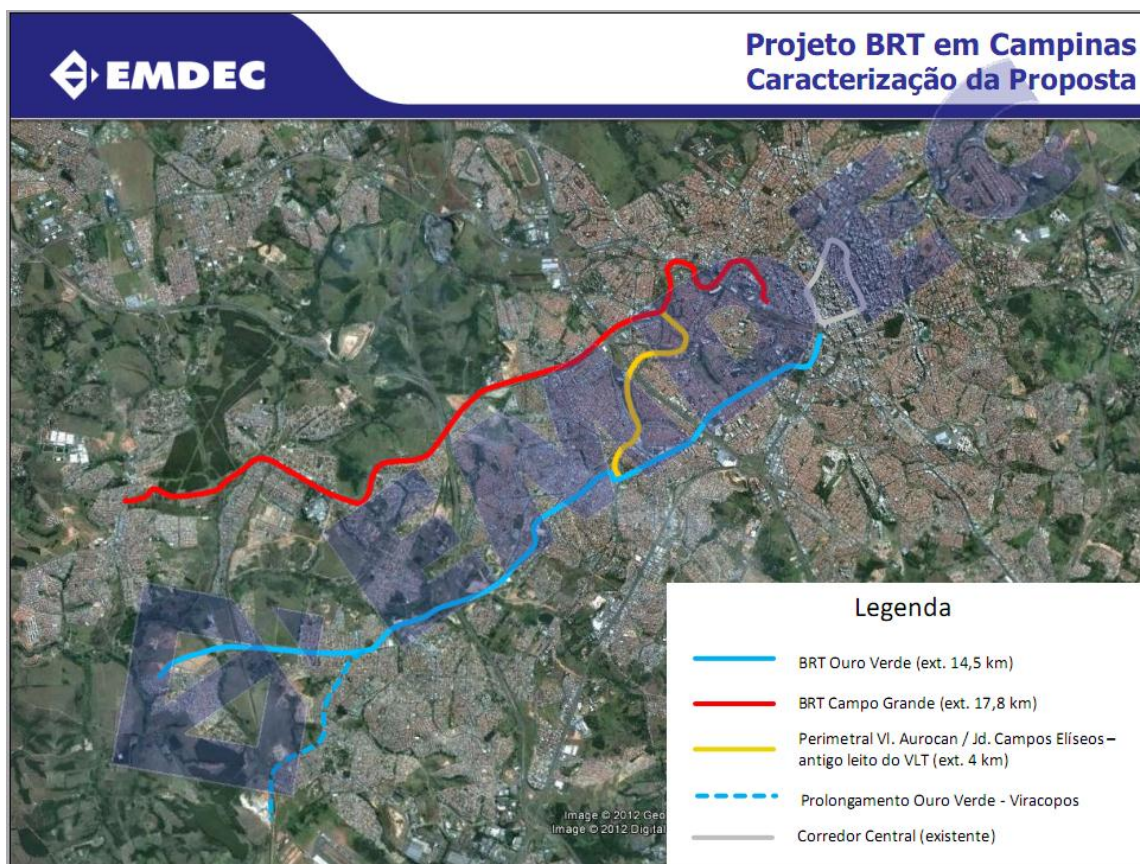 EMDEC
Projeto BRT em Campinas
Caracterização da Proposta
Legenda
BRT Ouro Verde (ext. 14,5 km)
BRT Campo Grande (ext. 17,8 km)
Perimetral Vl. Aurocan / Jd. Campos Elíseos –
antigo leito do VLT (ext. 4 km)
Prolongamento Ouro Verde - Viracopos
Corredor Central (existente)
Image © 2012 Geo
Image © 2012 Digital